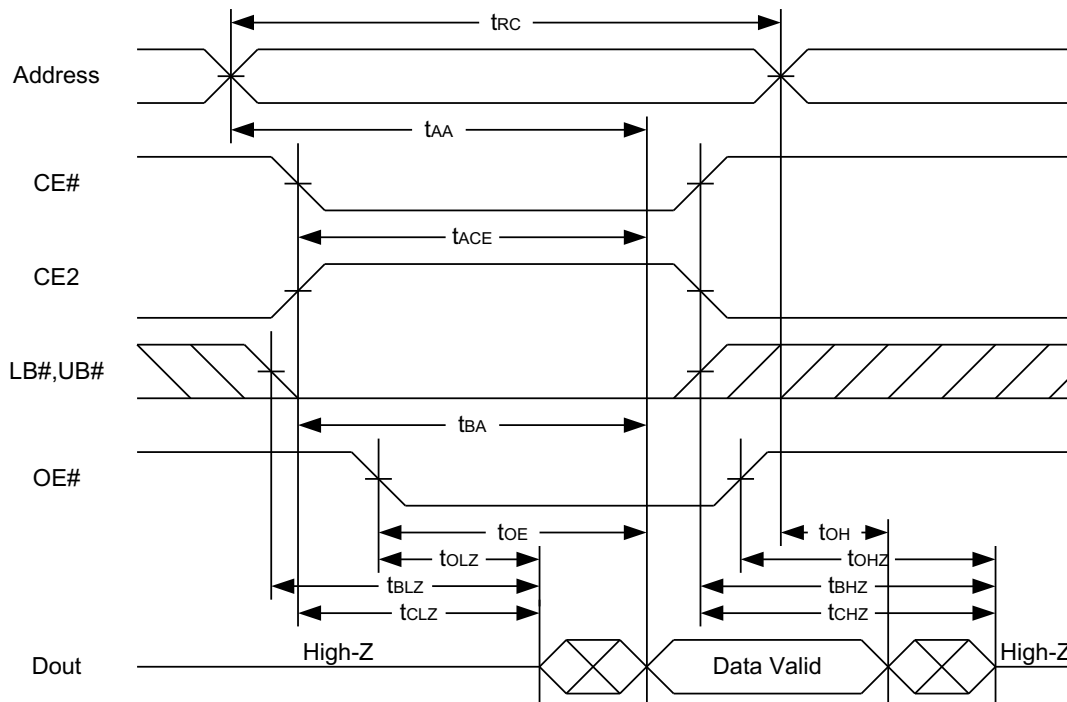 tRC
Address
tAA
CE#
tACE
CE2
LB#,UB#
tBA
OE#
tOE
tOH
tOLZ
tOHZ
tBLZ
tBHZ
tCLZ
tCHZ
Dout
High-Z
Data Valid
High-Z